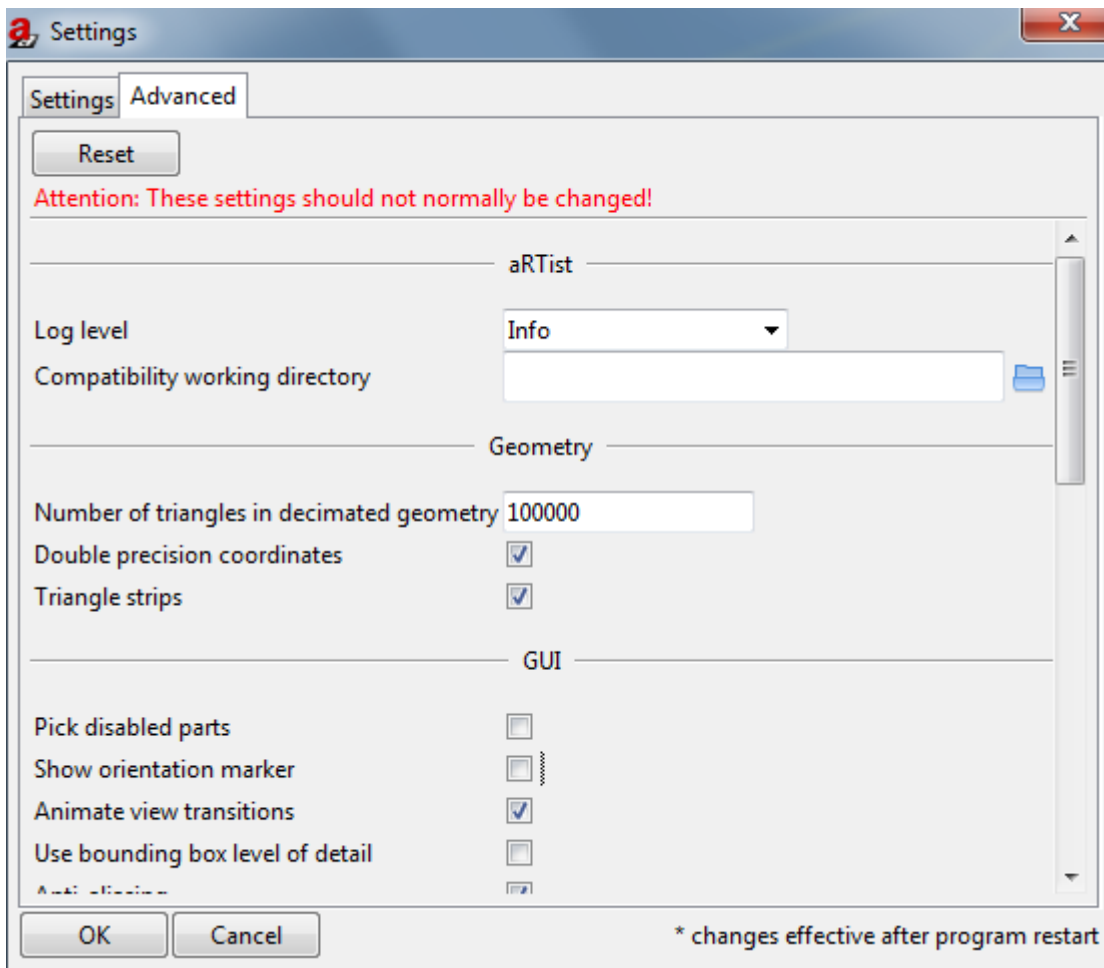 Settings
Settings Advanced
Reset
Attention: These settings should not normally be changed!
aRTist
Log level Info
Compatibility working directory
Geometry
Number of triangles in decimated geometry 100000
Double precision coordinates
Triangle strips
GUI
Pick disabled parts
Show orientation marker
Animate view transitions
Use bounding box level of detail
Anti-aliasing
OK Cancel * changes effective after program restart